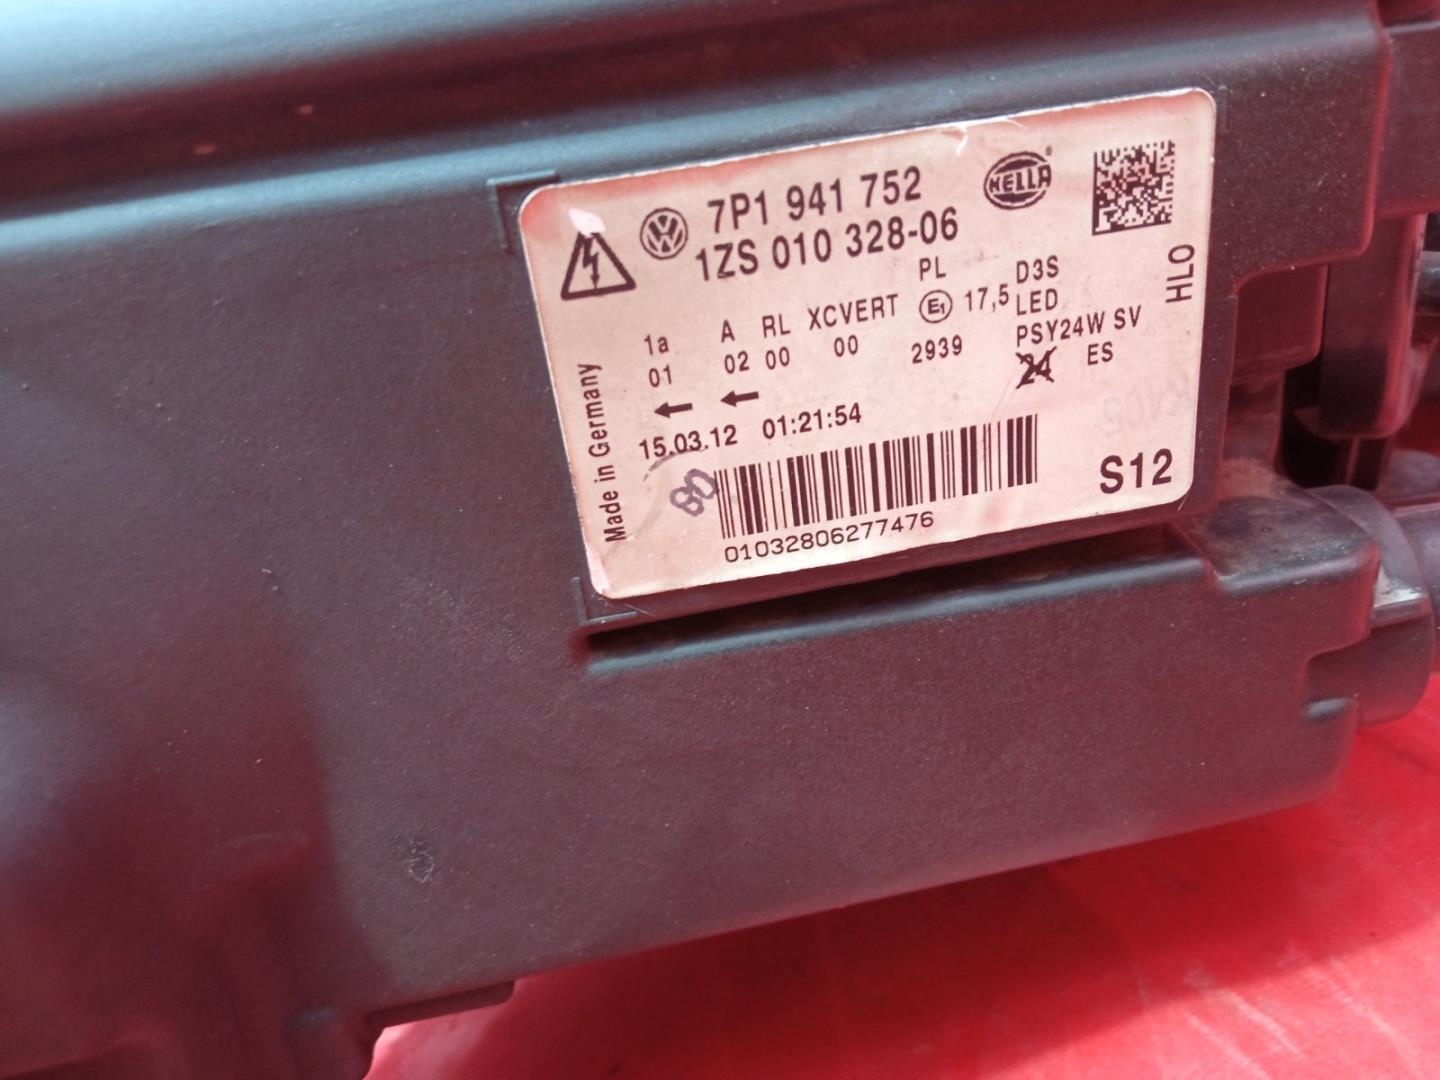 7P1 941 752
1ZS 010 328-06
HELLA
HLO
PL D3S
1a A RL XCVERT E1 17,5 LED
01 02 00 00 2939 PSY24W SV
24 ES
15.03.12 01:21:54
Made in Germany
80
01032806277476
S12